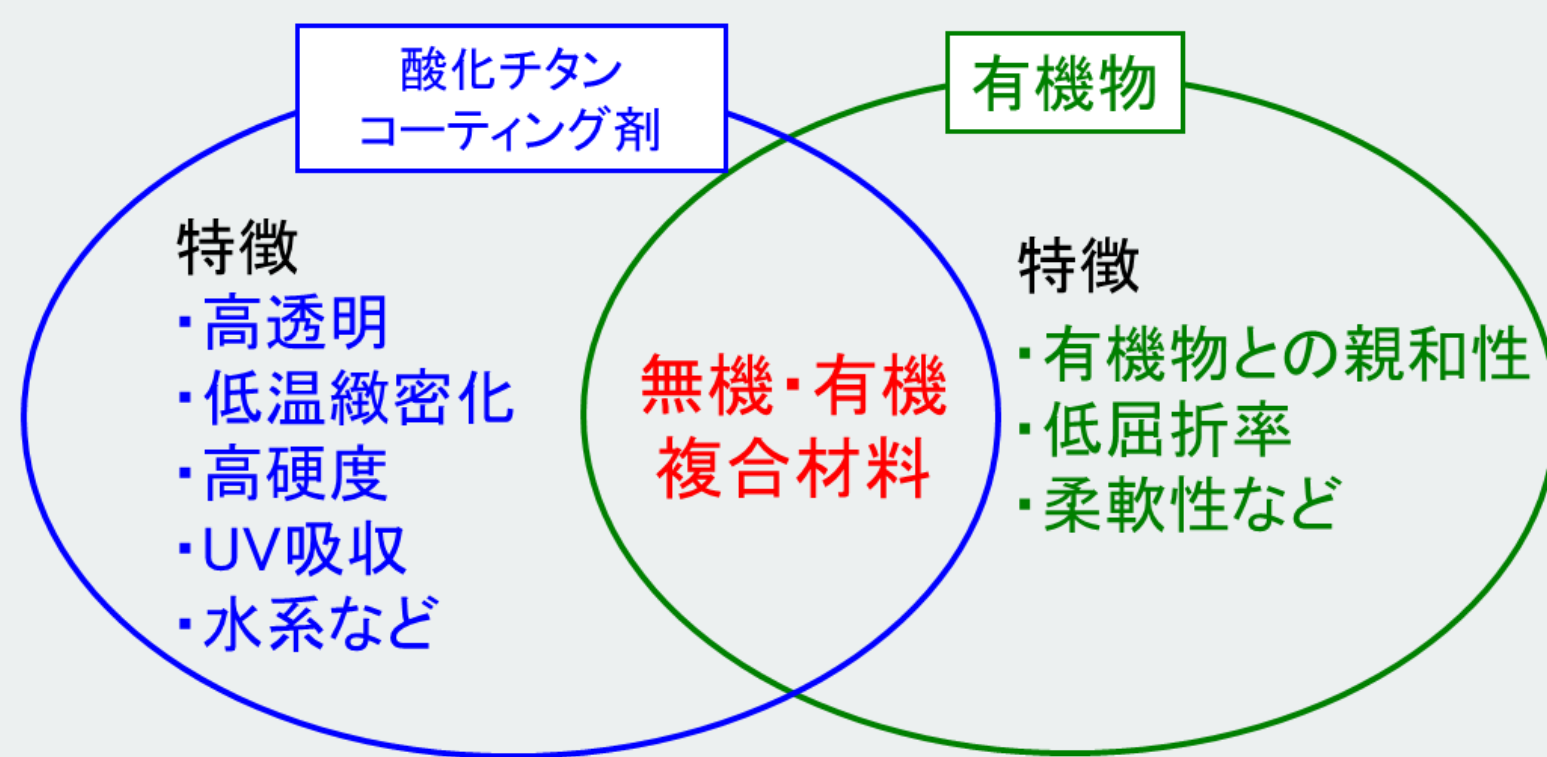 酸化チタン
コーティング剤
特徴
・高透明
・低温緻密化
・高硬度
・UV吸収
・水系など
無機・有機
複合材料
有機物
特徴
・有機物との親和性
・低屈折率
・柔軟性など